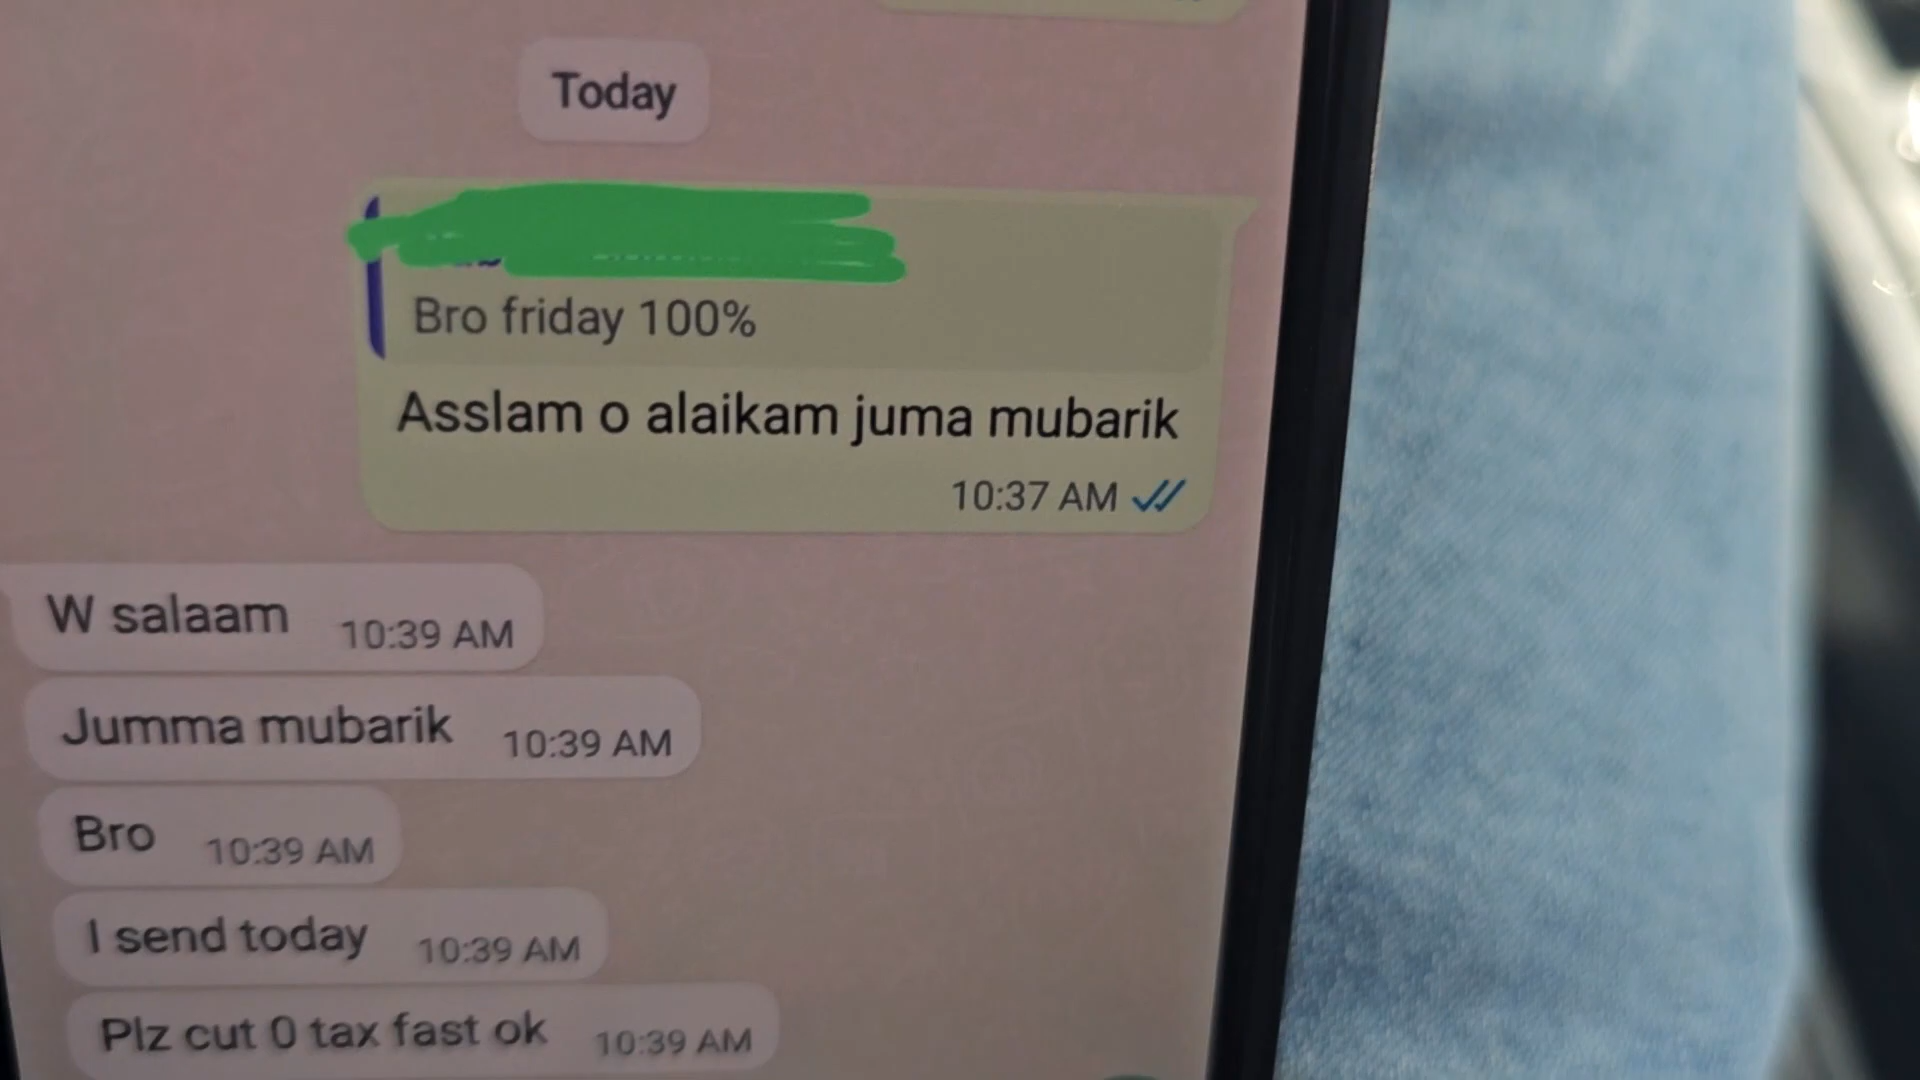 Today
Bro friday 100%
Asslam o alaikam juma mubarik
10:37 AM
W salaam 10:39 AM
Jumma mubarik 10:39 AM
Bro 10:39 AM
I send today 10:39 AM
Plz cut 0 tax fast ok 10:39 AM